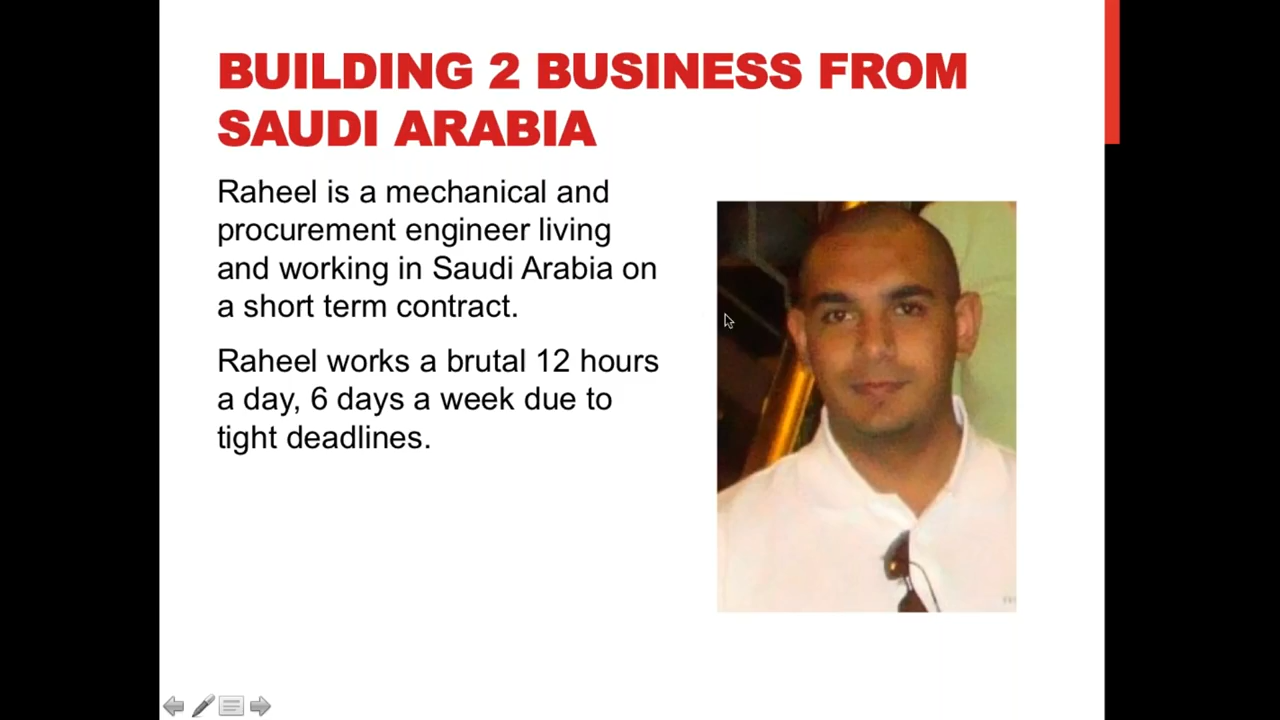 BUILDING 2 BUSINESS FROM
SAUDI ARABIA
Raheel is a mechanical and
procurement engineer living
and working in Saudi Arabia on
a short term contract.
Raheel works a brutal 12 hours
a day, 6 days a week due to
tight deadlines.